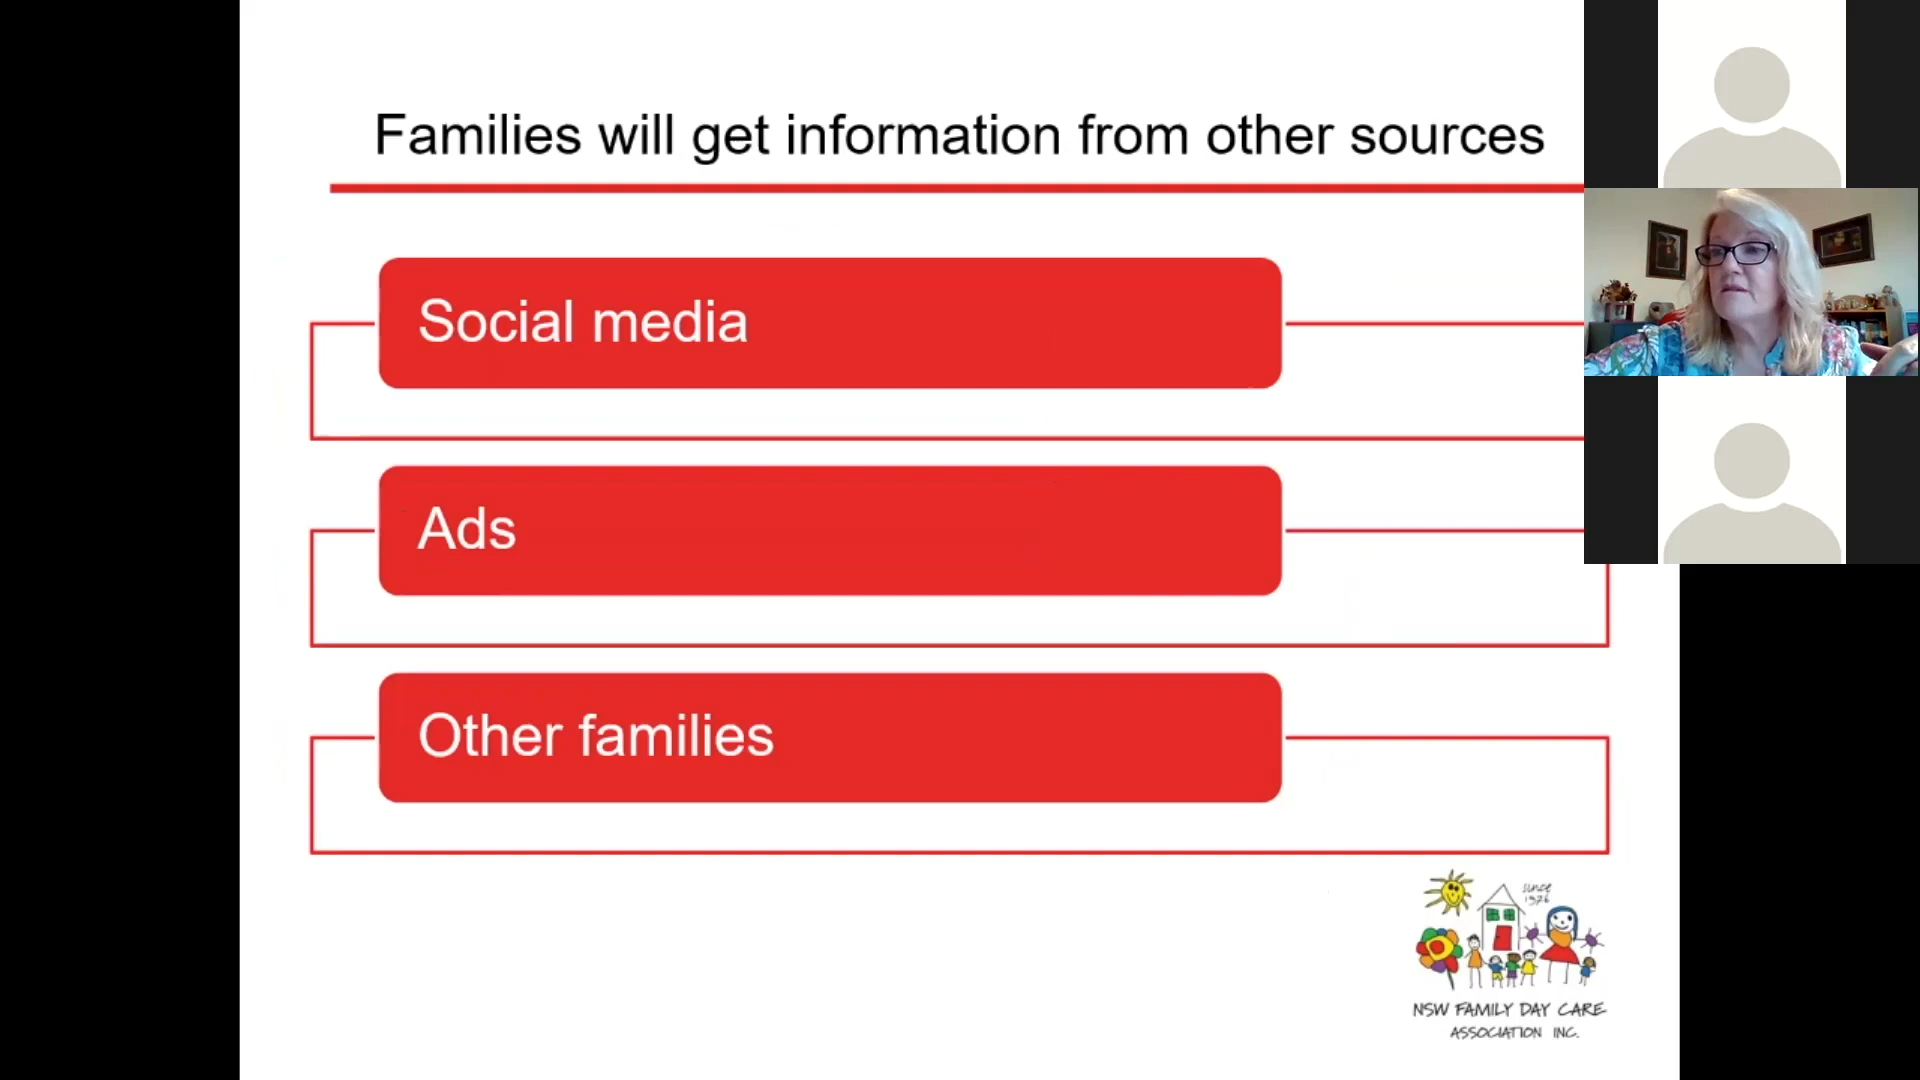 Families will get information from other sources
Social media
Ads
Other families
since
1976
NSW FAMILY DAY CARE
ASSOCIATION INC.